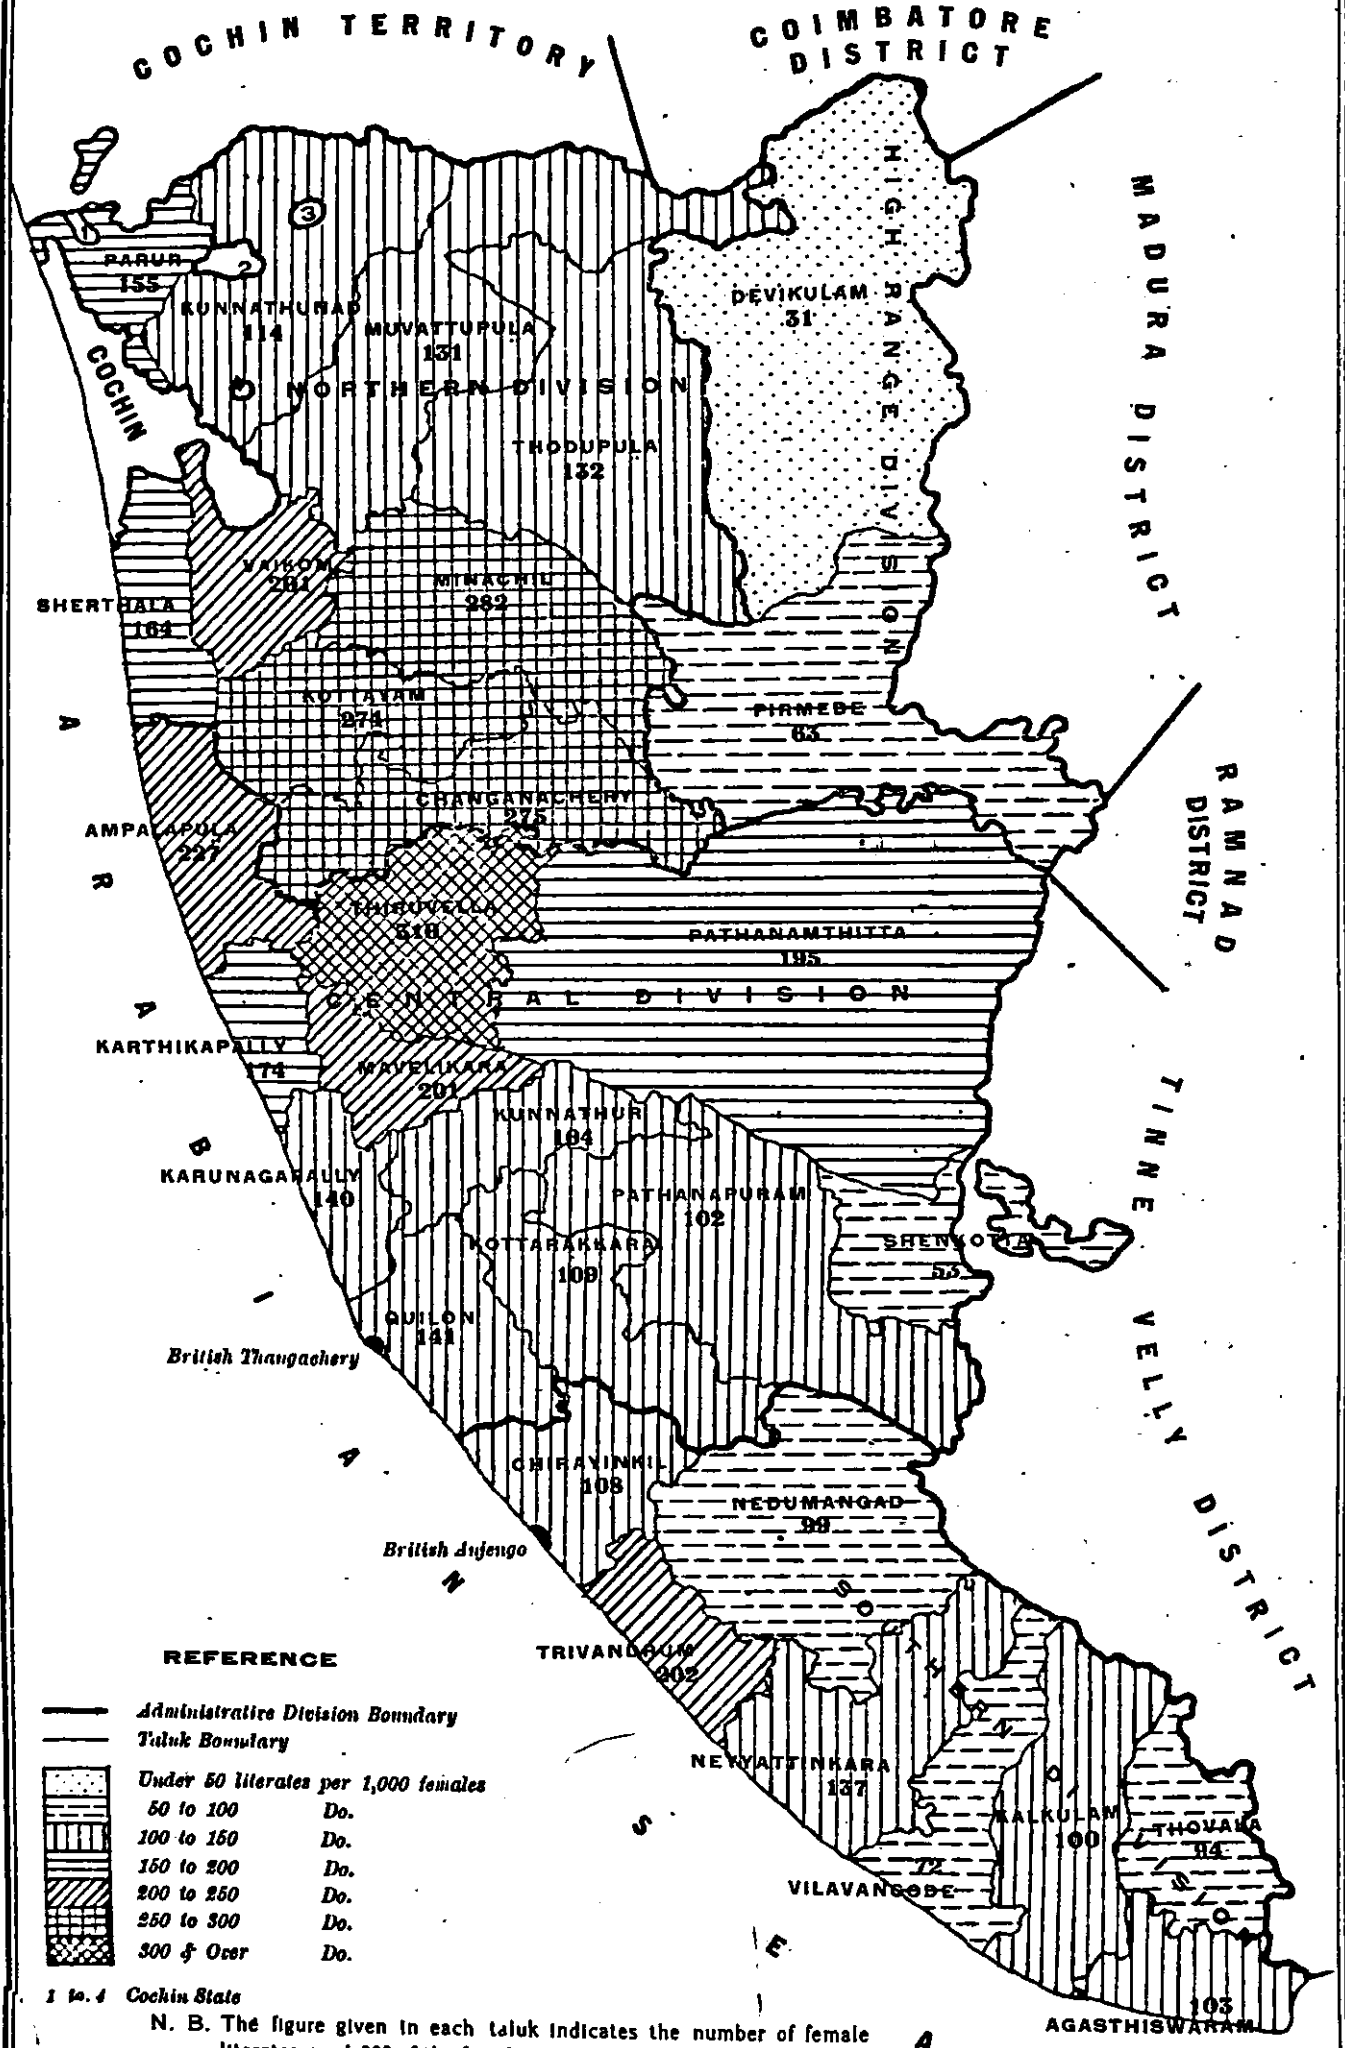 COCHIN TERRITORY
COIMBATORE
DISTRICT
MADURA DISTRICT
RAMNAD
DISTRICT
TINNEVELLY DISTRICT
ARABIAN SEA
COCHIN
HIGH RANGE DIVISION
NORTHERN DIVISION
CENTRAL DIVISION
SOUTHERN DIVISION
3
2
PARUR
155
KUNNATHUNAD
114
MUVATTUPULA
131
DEVIKULAM
31
THODUPULA
132
VAIKOM
MINACHIL
282
SHERTHALA
164
KOTTAYAM
PIRMEDE
63
CHANGANACHERY
275
AMPALAPULA
227
THIRUVELLA
PATHANAMTHITTA
195
KARTHIKAPALLY
174
MAVELIKARA
201
KUNNATHUR
KARUNAGAPALLY
140
PATHANAPURAM
102
KOTTARAKKARA
109
SHENKOTTA
53
QUILON
141
British Thangachery
CHIRAYINKIL
108
NEDUMANGAD
99
British Anjengo
TRIVANDRUM
202
NEYYATTINKARA
137
KALKULAM
100
THOVALA
94
72
VILAVANGODE
103
AGASTHISWARAM
REFERENCE
Administrative Division Boundary
Taluk Boundary
Under 50 literates per 1,000 females
50 to 100 Do.
100 to 150 Do.
150 to 200 Do.
200 to 250 Do.
250 to 300 Do.
300 & Over Do.
1 to. 4 Cochin State
N. B. The figure given in each taluk indicates the number of female